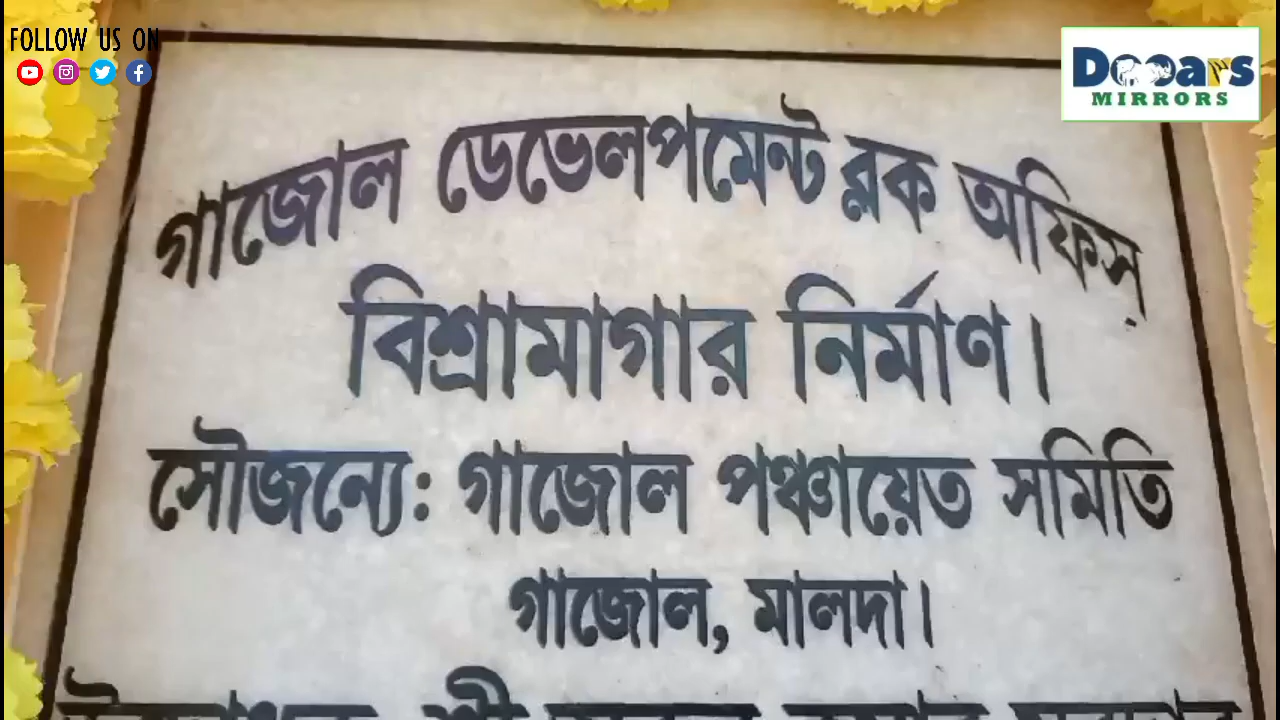 FOLLOW US ON
Dooars
MIRRORS
গাজোল ডেভেলপমেন্ট ব্লক অফিস্
বিশ্রামাগার নির্মাণ।
সৌজন্যে: গাজোল পঞ্চায়েত সমিতি
গাজোল, মালদা।